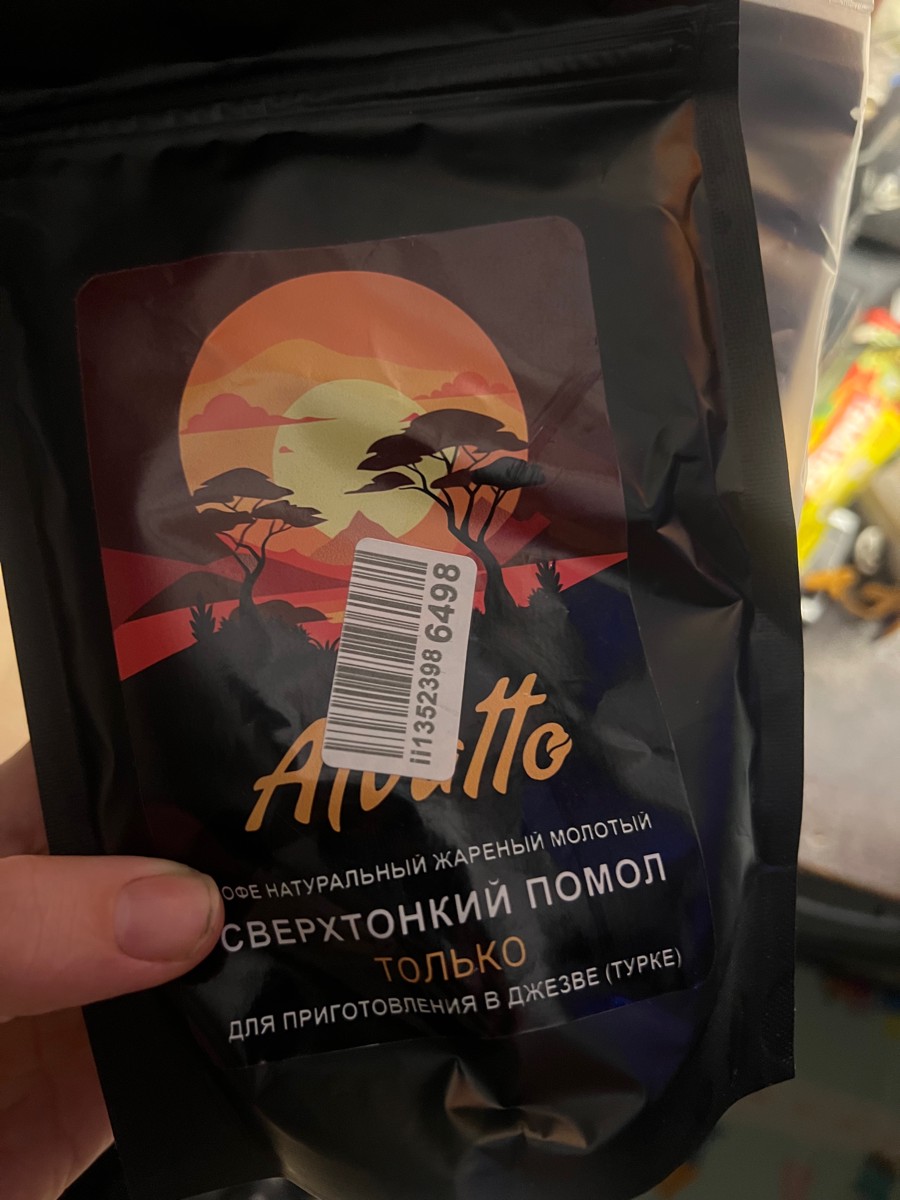 ii1352398 6498
ОФЕ НАТУРАЛЬНЫЙ ЖАРЕНЫЙ МОЛОТЫЙ
СВЕРХТОНКИЙ ПОМОЛ
ТОЛЬКО
ДЛЯ ПРИГОТОВЛЕНИЯ В ДЖЕЗВЕ (ТУРКЕ)